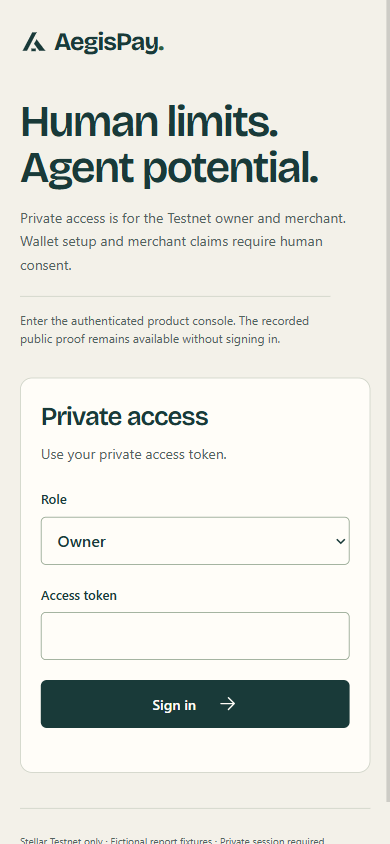 AegisPay.
Human limits.
Agent potential.
Private access is for the Testnet owner and merchant.
Wallet setup and merchant claims require human
consent.
Enter the authenticated product console. The recorded
public proof remains available without signing in.
Private access
Use your private access token.
Role
Owner
Access token
Sign in
Stellar Testnet only · Fictional report fixtures · Private session required